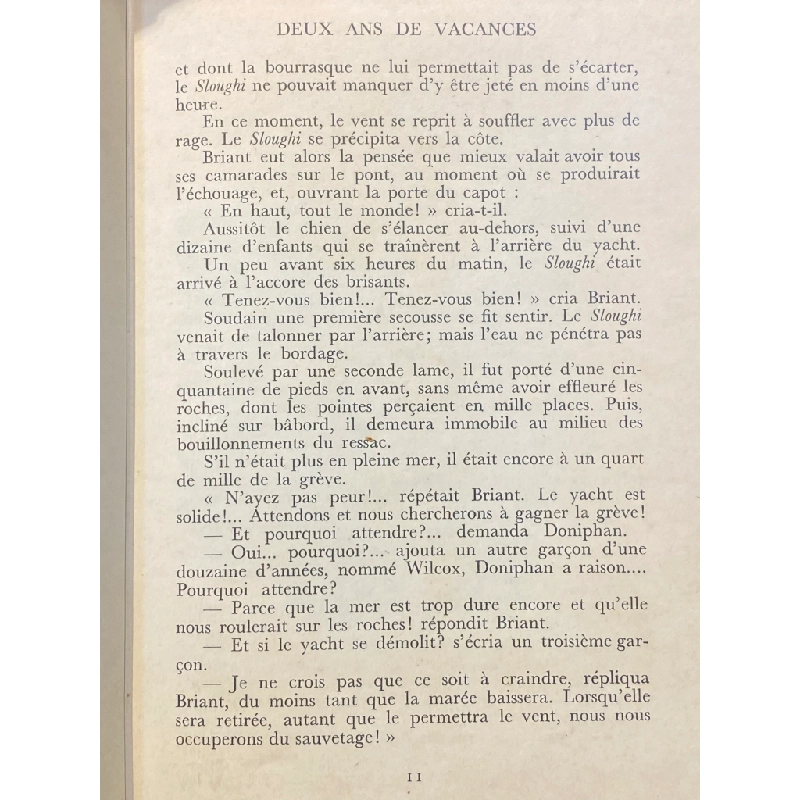 DEUX ANS DE VACANCES
et dont la bourrasque ne lui permettait pas de s'écarter,
le Sloughi ne pouvait manquer d'y être jeté en moins d'une
heure.
En ce moment, le vent se reprit à souffler avec plus de
rage. Le Sloughi se précipita vers la côte.
Briant eut alors la pensée que mieux valait avoir tous
ses camarades sur le pont, au moment où se produirait
l'échouage, et, ouvrant la porte du capot :
« En haut, tout le monde! » cria-t-il.
Aussitôt le chien de s'élancer au-dehors, suivi d'une
dizaine d'enfants qui se traînèrent à l'arrière du yacht.
Un peu avant six heures du matin, le Sloughi était
arrivé à l'accore des brisants.
« Tenez-vous bien!... Tenez-vous bien! » cria Briant.
Soudain une première secousse se fit sentir. Le Sloughi
venait de talonner par l'arrière; mais l'eau ne pénétra pas
à travers le bordage.
Soulevé par une seconde lame, il fut porté d'une cin-
quantaine de pieds en avant, sans même avoir effleuré les
roches, dont les pointes perçaient en mille places. Puis,
incliné sur bâbord, il demeura immobile au milieu des
bouillonnements du ressac.
S'il n'était plus en pleine mer, il était encore à un quart
de mille de la grève.
« N'ayez pas peur!... répétait Briant. Le yacht est
solide!... Attendons et nous chercherons à gagner la grève!
— Et pourquoi attendre?... demanda Doniphan.
— Oui... pourquoi?... ajouta un autre garçon d'une
douzaine d'années, nommé Wilcox, Doniphan a raison....
Pourquoi attendre?
— Parce que la mer est trop dure encore et qu'elle
nous roulerait sur les roches! répondit Briant.
— Et si le yacht se démolit? s'écria un troisième gar-
çon.
— Je ne crois pas que ce soit à craindre, répliqua
Briant, du moins tant que la marée baissera. Lorsqu'elle
sera retirée, autant que le permettra le vent, nous nous
occuperons du sauvetage! »
11